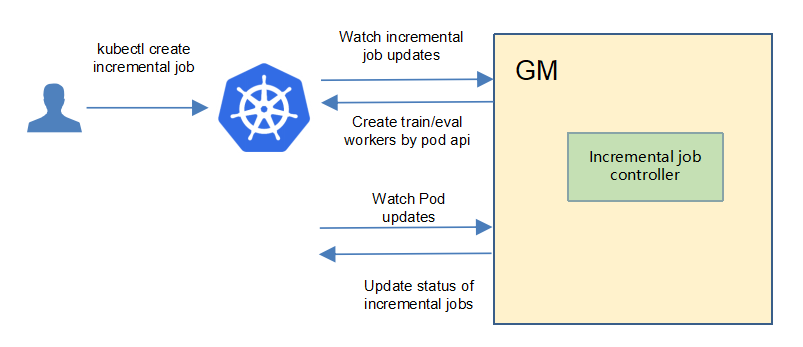 kubectl create
incremental job
Watch incremental
job updates
Create train/eval
workers by pod api
Watch Pod
updates
Update status of
incremental jobs
GM
Incremental job
controller